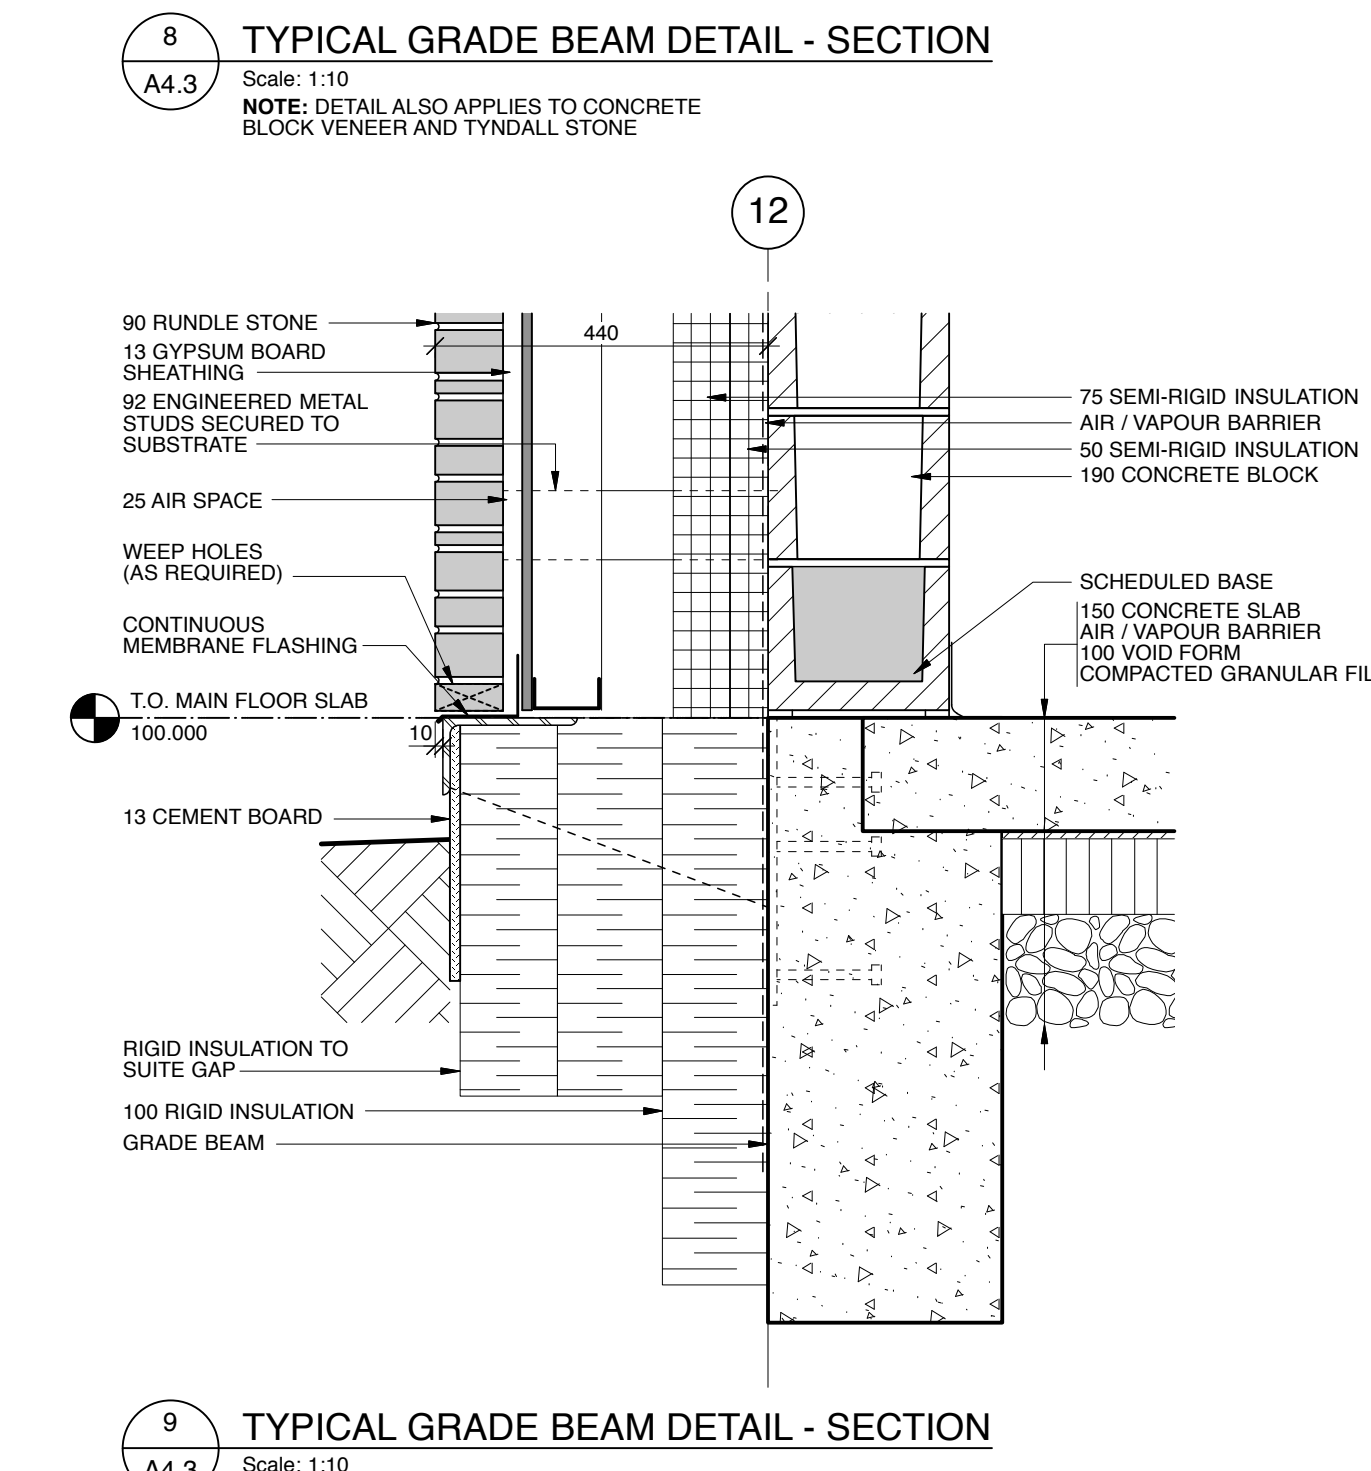 8
A4.3
TYPICAL GRADE BEAM DETAIL - SECTION
Scale: 1:10
NOTE: DETAIL ALSO APPLIES TO CONCRETE
BLOCK VENEER AND TYNDALL STONE
12
440
90 RUNDLE STONE
13 GYPSUM BOARD
SHEATHING
92 ENGINEERED METAL
STUDS SECURED TO
SUBSTRATE
25 AIR SPACE
WEEP HOLES
(AS REQUIRED)
CONTINUOUS
MEMBRANE FLASHING
T.O. MAIN FLOOR SLAB
100.000
10
13 CEMENT BOARD
RIGID INSULATION TO
SUITE GAP
100 RIGID INSULATION
GRADE BEAM
75 SEMI-RIGID INSULATION
AIR / VAPOUR BARRIER
50 SEMI-RIGID INSULATION
190 CONCRETE BLOCK
SCHEDULED BASE
150 CONCRETE SLAB
AIR / VAPOUR BARRIER
100 VOID FORM
COMPACTED GRANULAR FIL
9
A4.3
TYPICAL GRADE BEAM DETAIL - SECTION
Scale: 1:10